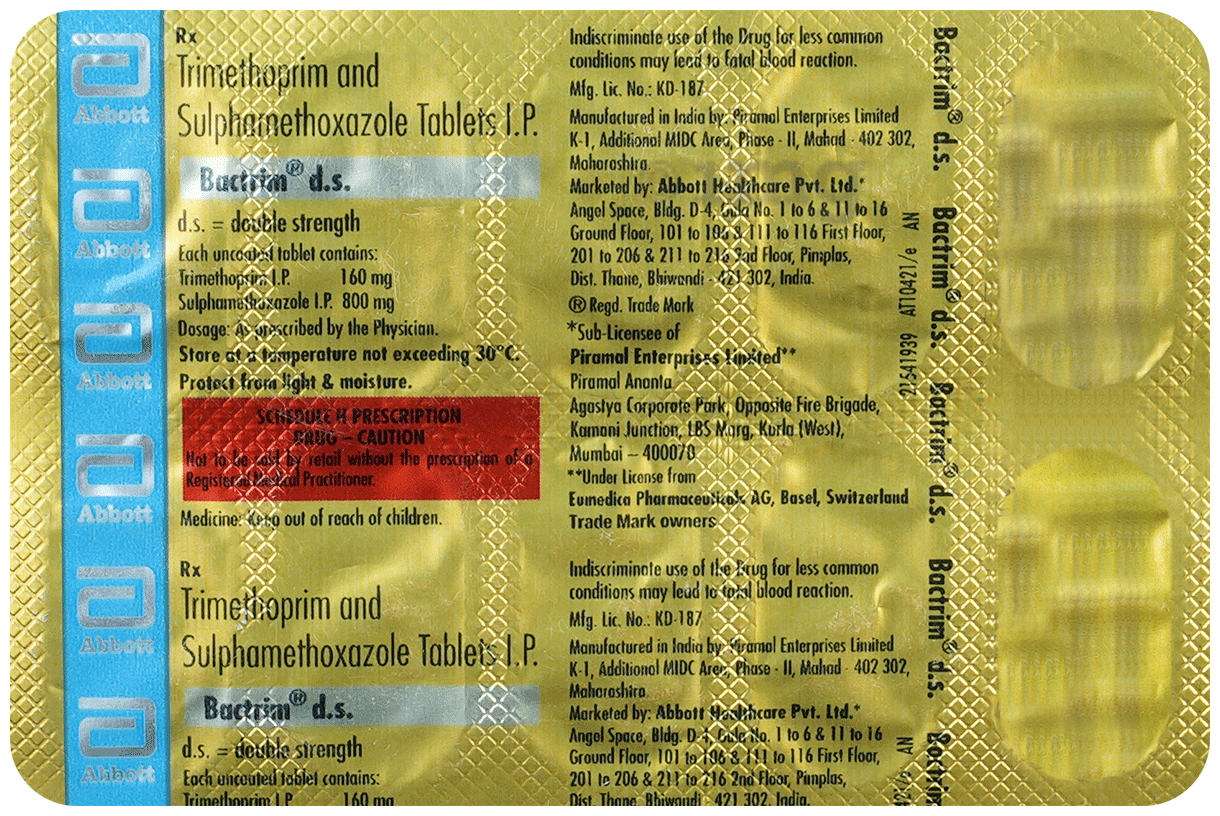 Abbott
Abbott
Abbott
Abbott
Abbott
Abbott
Rx
Trimethoprim and
Sulphamethoxazole Tablets I.P.
Bactrim® d.s.
d.s. = double strength
Each uncoated tablet contains:
Trimethoprim I.P. 160 mg
Sulphamethoxazole I.P. 800 mg
Dosage: As prescribed by the Physician.
Store at a temperature not exceeding 30°C.
Protect from light & moisture.
SCHEDULE H PRESCRIPTION
DRUG – CAUTION
Not to be sold by retail without the prescription of a
Registered Medical Practitioner.
Medicine: Keep out of reach of children.
Rx
Trimethoprim and
Sulphamethoxazole Tablets I.P.
Bactrim® d.s.
d.s. = double strength
Each uncoated tablet contains:
Trimethoprim I.P. 160 mg
Indiscriminate use of the Drug for less common
conditions may lead to fatal blood reaction.
Mfg. Lic. No.: KD-187
Manufactured in India by: Piramal Enterprises Limited
K-1, Additional MIDC Area, Phase - II, Mahad - 402 302,
Maharashtra
Marketed by: Abbott Healthcare Pvt. Ltd.*
Angel Space, Bldg. D-4, Gala No. 1 to 6 & 11 to 16
Ground Floor, 101 to 106 & 111 to 116 First Floor,
201 to 206 & 211 to 216 2nd Floor, Pimplas,
Dist. Thane, Bhiwandi - 421 302, India.
® Regd. Trade Mark
*Sub-Licensee of
Piramal Enterprises Limited**
Piramal Ananta
Agastya Corporate Park, Opposite Fire Brigade,
Kamani Junction, LBS Marg, Kurla (West),
Mumbai – 400070
**Under License from
Eumedica Pharmaceuticals AG, Basel, Switzerland
Trade Mark owners
Indiscriminate use of the Drug for less common
conditions may lead to fatal blood reaction.
Mfg. Lic. No.: KD-187
Manufactured in India by: Piramal Enterprises Limited
K-1, Additional MIDC Area, Phase - II, Mahad - 402 302,
Maharashtra
Marketed by: Abbott Healthcare Pvt. Ltd.*
Angel Space, Bldg. D-4, Gala No. 1 to 6 & 11 to 16
Ground Floor, 101 to 106 & 111 to 116 First Floor,
201 to 206 & 211 to 216 2nd Floor, Pimplas,
Dist. Thane, Bhiwandi - 421 302, India.
21541939 AT10421/e AN
AN
Bactrim® d.s. Bactrim® d.s. Bactrim® d.s. Bactrim® d.s. Bactrim